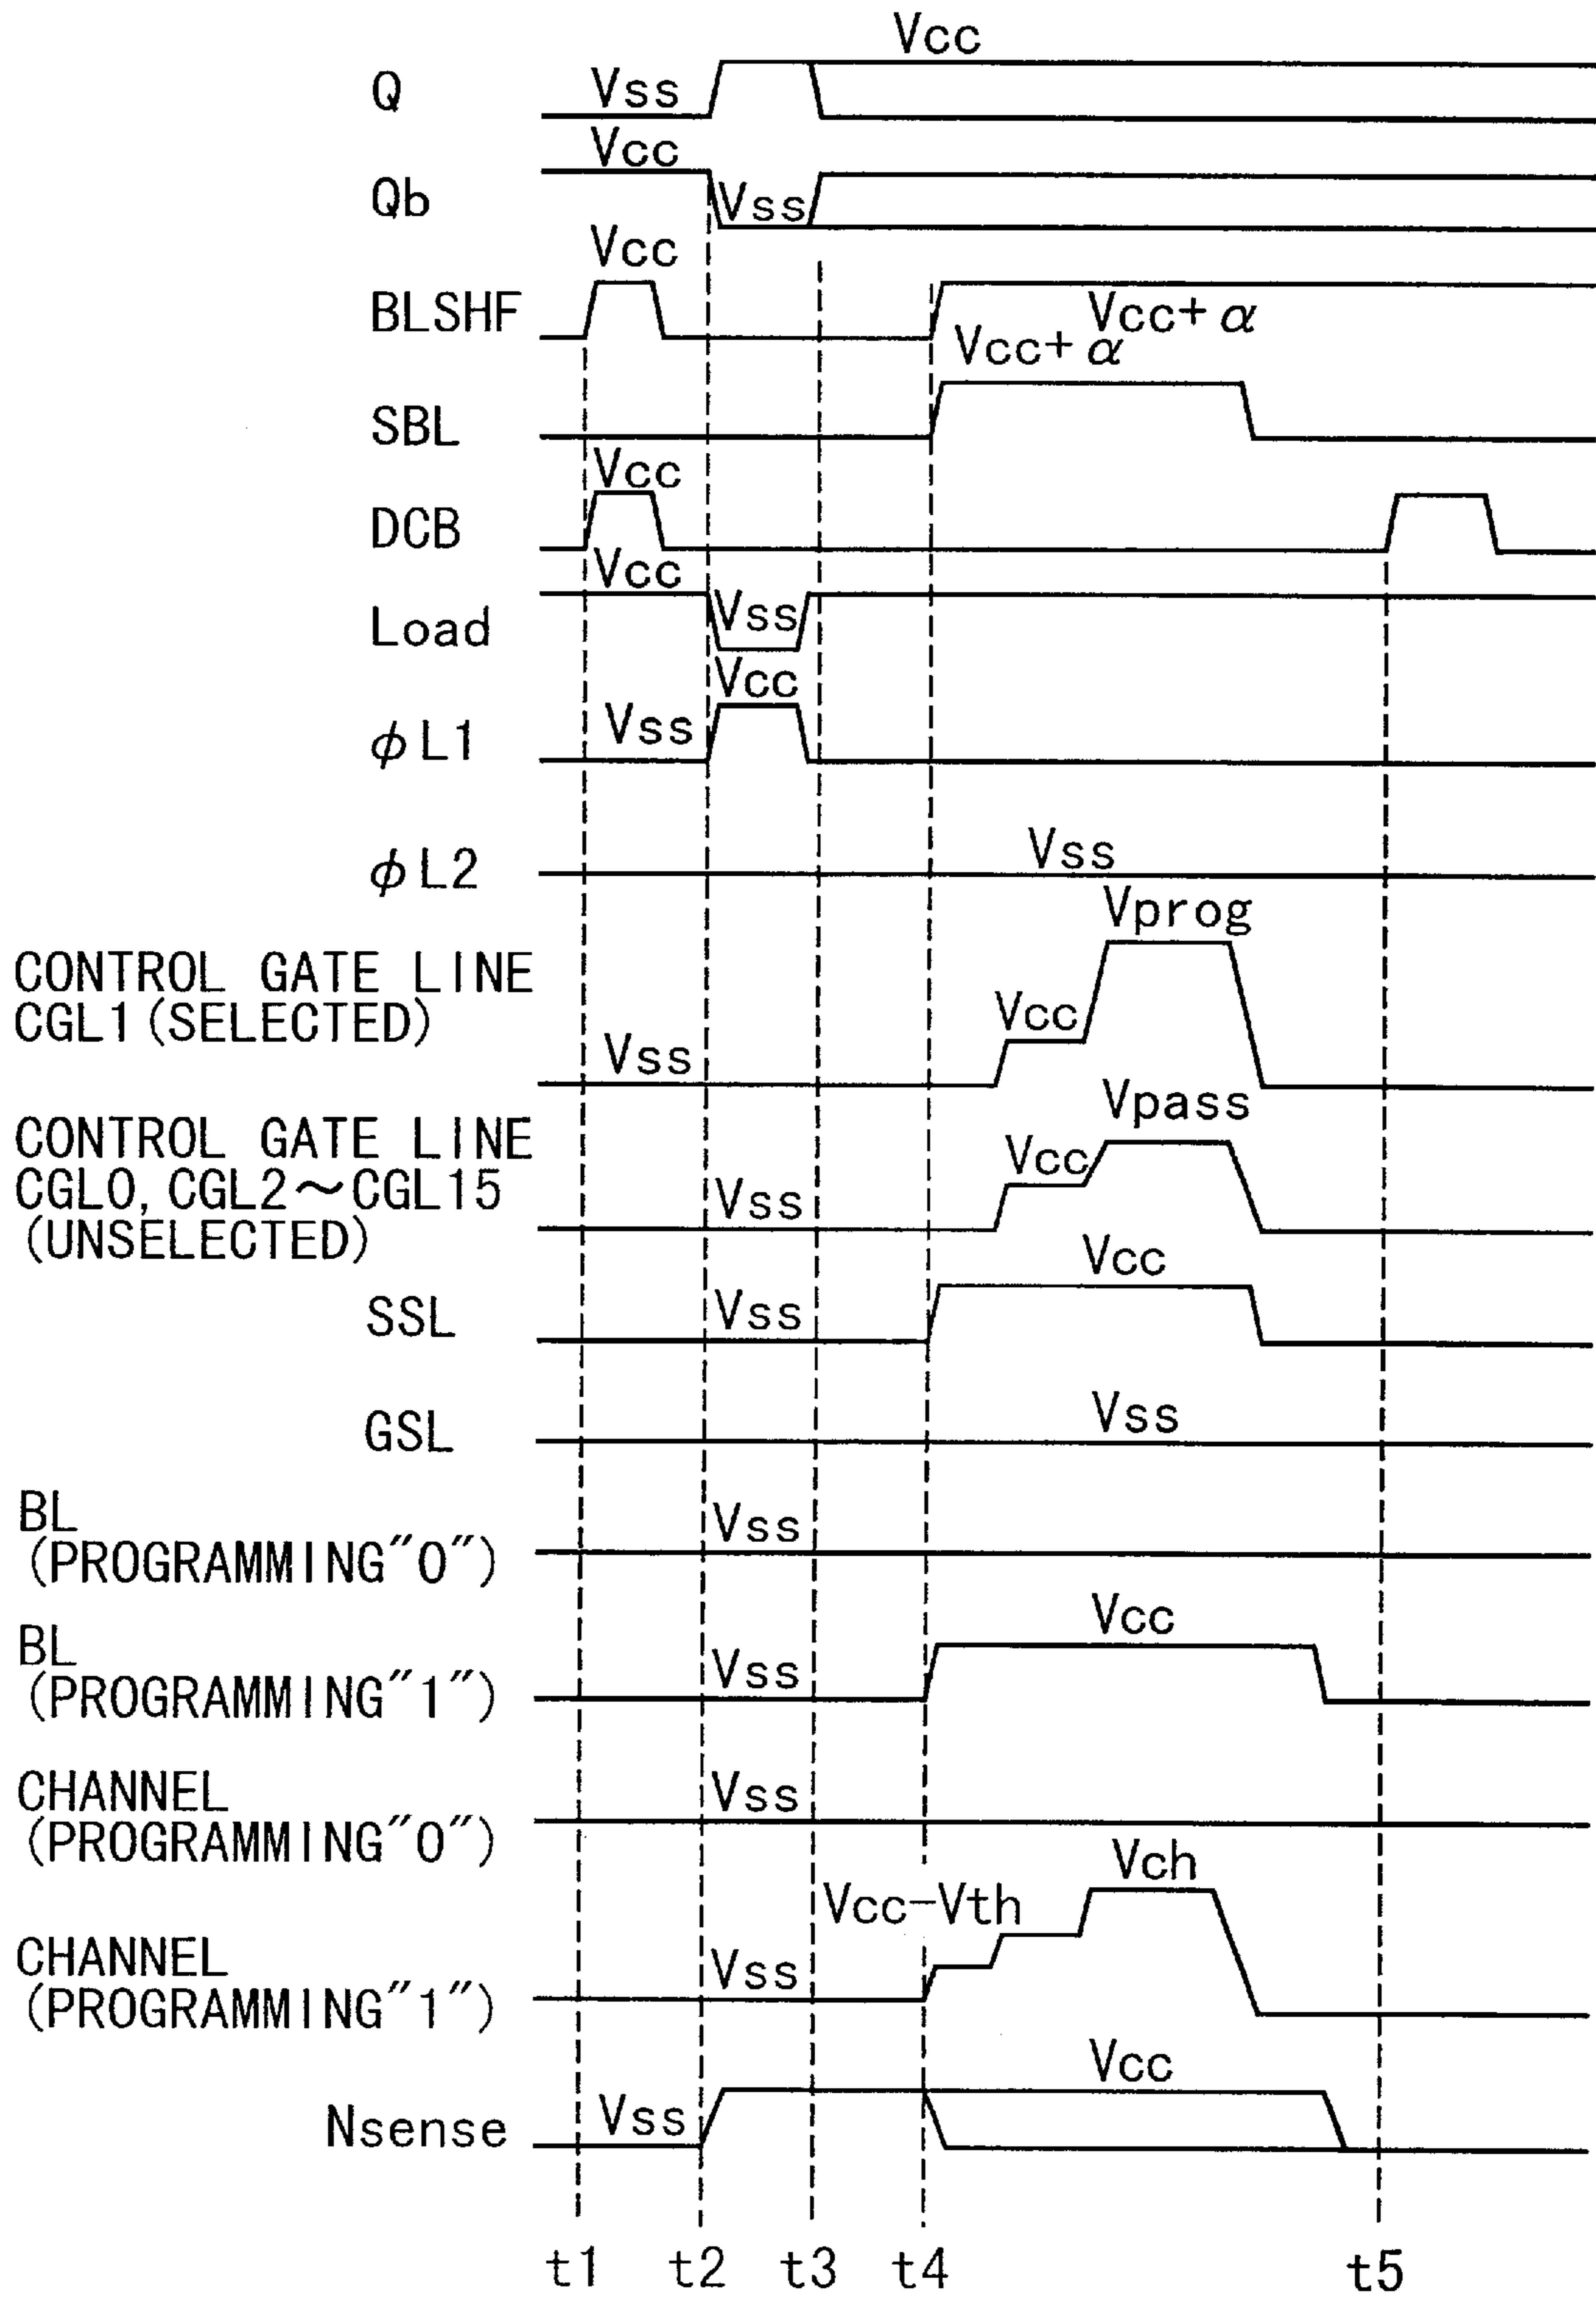 Vcc
Q Vss
Vcc
Qb Vss
Vcc
BLSHF Vcc+α
Vcc+α
SBL
Vcc
DCB
Vcc
Load Vss
Vcc
φL1 Vss
φL2 Vss
Vprog
CONTROL GATE LINE
CGL1(SELECTED) Vcc
Vss
Vpass
CONTROL GATE LINE
Vcc
CGL0, CGL2～CGL15
Vss
(UNSELECTED)
Vcc
SSL Vss
GSL Vss
BL
Vss
(PROGRAMMING"0")
Vcc
BL
Vss
(PROGRAMMING"1")
CHANNEL Vss
(PROGRAMMING"0")
Vch
Vcc-Vth
CHANNEL
Vss
(PROGRAMMING"1")
Vcc
Nsense Vss
t1 t2 t3 t4 t5